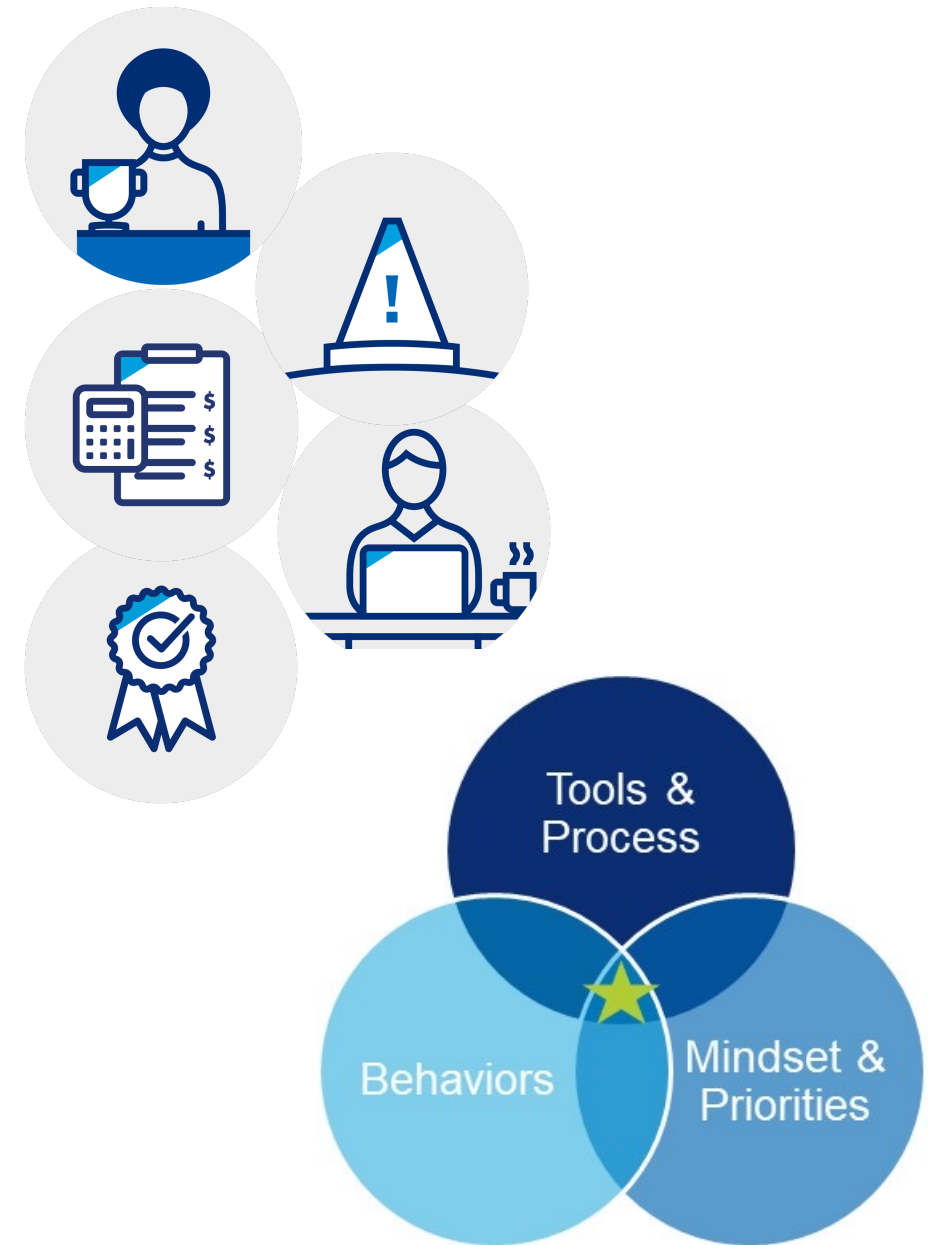 !
$
$
$
Tools &
Process
Behaviors
Mindset &
Priorities